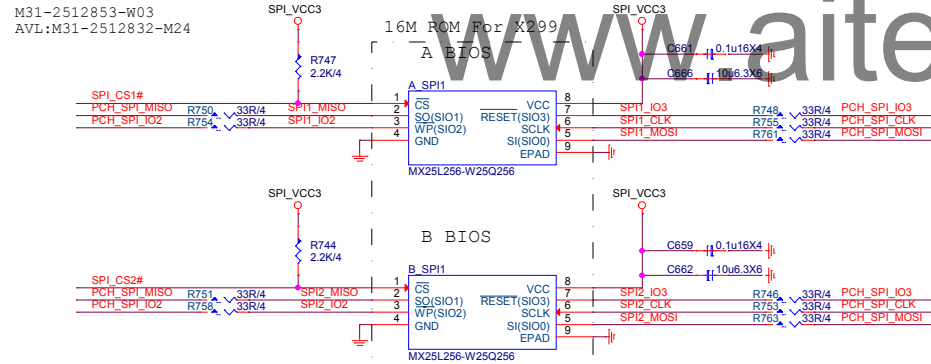 M31-2512853-W03
AVL:M31-2512832-M24
www.aite
16M ROM For X299
A BIOS
SPI_VCC3
R747
2.2K/4
SPI_VCC3
C661 0.1u16X4
C666 10u6.3X6
A_SPI1
SPI_CS1#
PCH_SPI_MISO R750 33R/4 SPI1_MISO
PCH_SPI_IO2 R754 33R/4 SPI1_IO2
1 CS VCC 8
2 SO(SIO1) RESET(SIO3) 7
3 WP(SIO2) SCLK 6
4 GND SI(SIO0) 5
EPAD 9
MX25L256-W25Q256
SPI1_IO3 R748 33R/4 PCH_SPI_IO3
SPI1_CLK R755 33R/4 PCH_SPI_CLK
SPI1_MOSI R761 33R/4 PCH_SPI_MOSI
B BIOS
SPI_VCC3
R744
2.2K/4
SPI_VCC3
C659 0.1u16X4
C662 10u6.3X6
B_SPI1
SPI_CS2#
PCH_SPI_MISO R751 33R/4 SPI2_MISO
PCH_SPI_IO2 R758 33R/4 SPI2_IO2
1 CS VCC 8
2 SO(SIO1) RESET(SIO3) 7
3 WP(SIO2) SCLK 6
4 GND SI(SIO0) 5
EPAD 9
MX25L256-W25Q256
SPI2_IO3 R746 33R/4 PCH_SPI_IO3
SPI2_CLK R753 33R/4 PCH_SPI_CLK
SPI2_MOSI R763 33R/4 PCH_SPI_MOSI